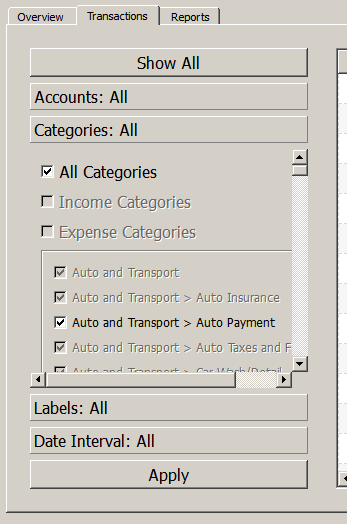 Overview Transactions Reports
Show All
Accounts: All
Categories: All
All Categories
Income Categories
Expense Categories
Auto and Transport
Auto and Transport > Auto Insurance
Auto and Transport > Auto Payment
Auto and Transport > Auto Taxes and F
Auto and Transport > Car Wash/Detail
Labels: All
Date Interval: All
Apply